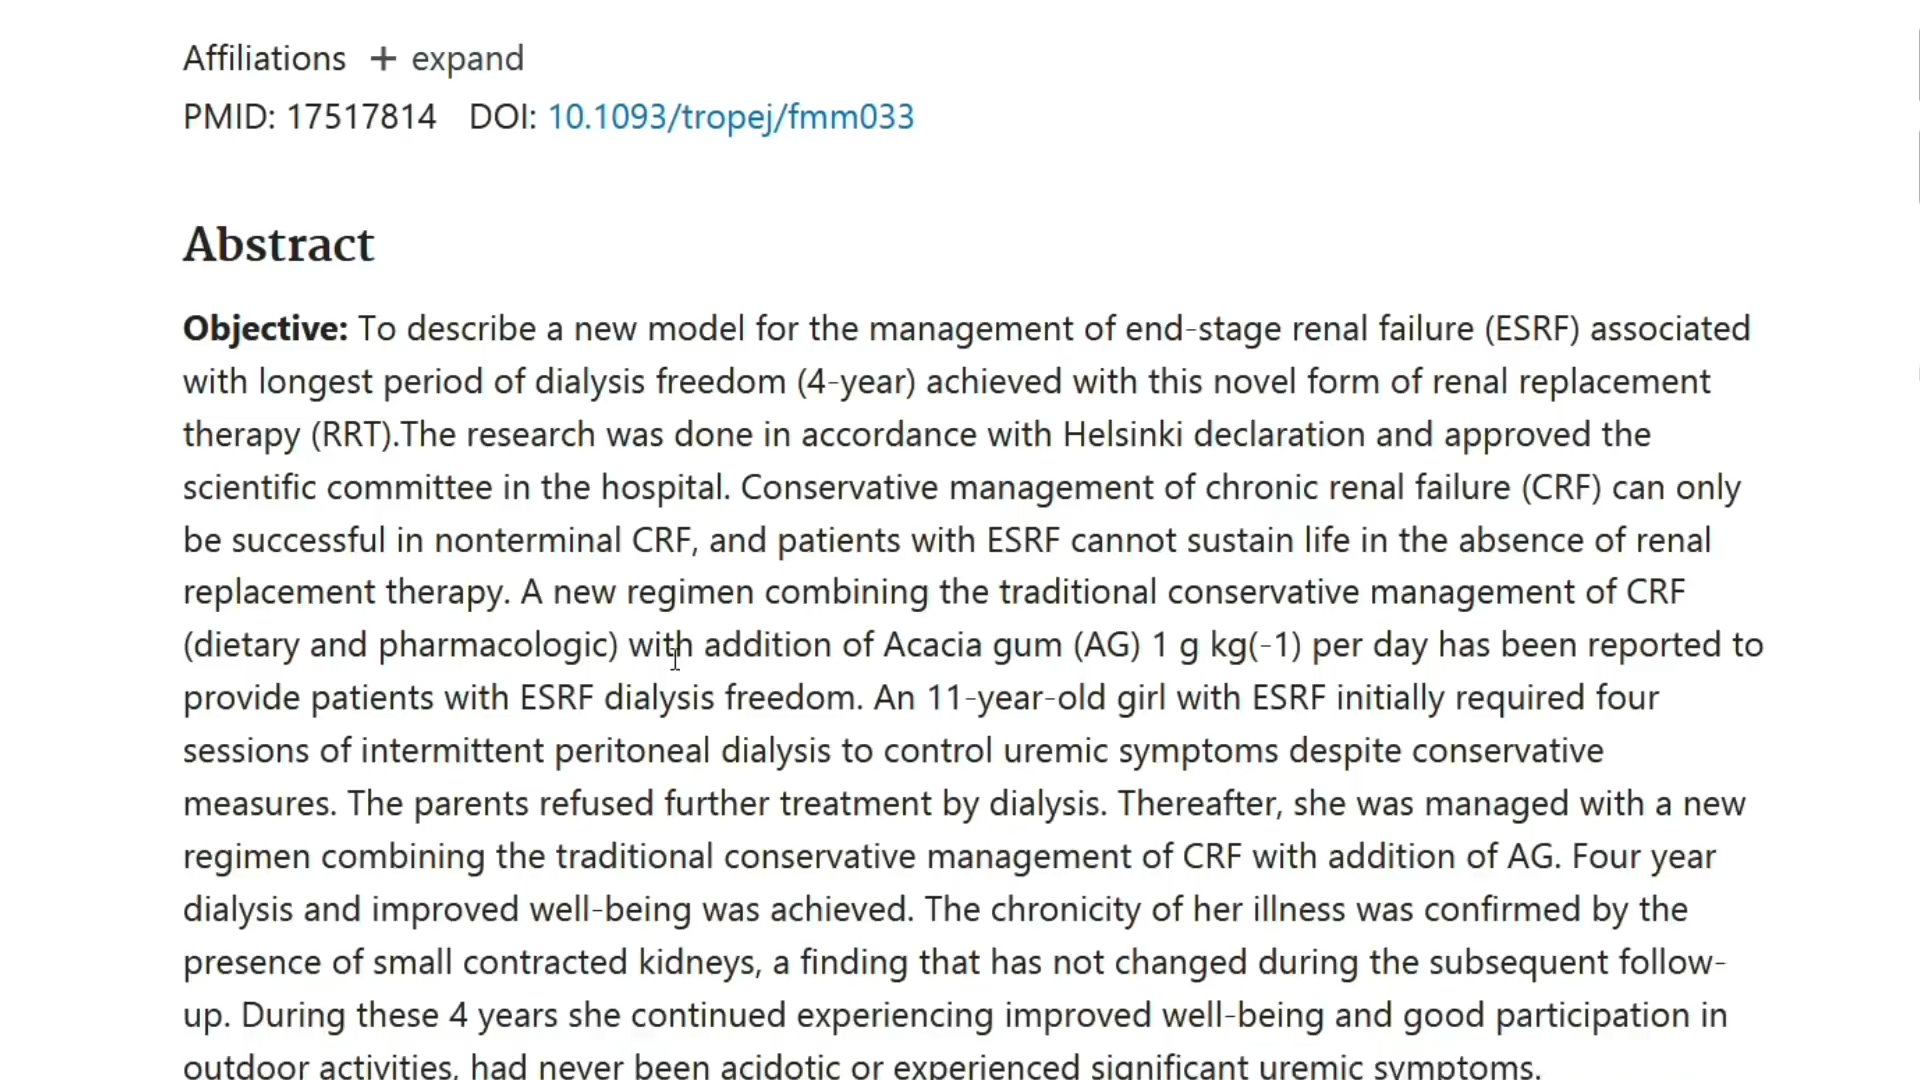 Affiliations + expand
PMID: 17517814 DOI: 10.1093/tropej/fmm033
Abstract
Objective: To describe a new model for the management of end-stage renal failure (ESRF) associated
with longest period of dialysis freedom (4-year) achieved with this novel form of renal replacement
therapy (RRT).The research was done in accordance with Helsinki declaration and approved the
scientific committee in the hospital. Conservative management of chronic renal failure (CRF) can only
be successful in nonterminal CRF, and patients with ESRF cannot sustain life in the absence of renal
replacement therapy. A new regimen combining the traditional conservative management of CRF
(dietary and pharmacologic) with addition of Acacia gum (AG) 1 g kg(-1) per day has been reported to
provide patients with ESRF dialysis freedom. An 11-year-old girl with ESRF initially required four
sessions of intermittent peritoneal dialysis to control uremic symptoms despite conservative
measures. The parents refused further treatment by dialysis. Thereafter, she was managed with a new
regimen combining the traditional conservative management of CRF with addition of AG. Four year
dialysis and improved well-being was achieved. The chronicity of her illness was confirmed by the
presence of small contracted kidneys, a finding that has not changed during the subsequent follow-
up. During these 4 years she continued experiencing improved well-being and good participation in
outdoor activities, had never been acidotic or experienced significant uremic symptoms.